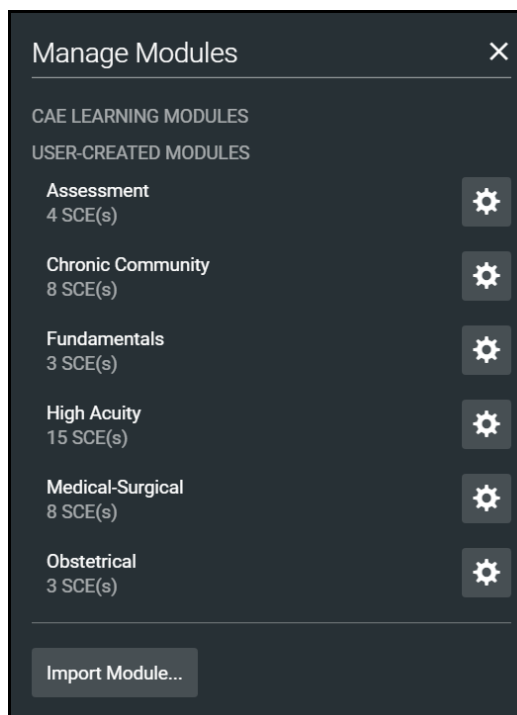 Manage Modules
CAE LEARNING MODULES
USER-CREATED MODULES
Assessment
4 SCE(s)
Chronic Community
8 SCE(s)
Fundamentals
3 SCE(s)
High Acuity
15 SCE(s)
Medical-Surgical
8 SCE(s)
Obstetrical
3 SCE(s)
Import Module...